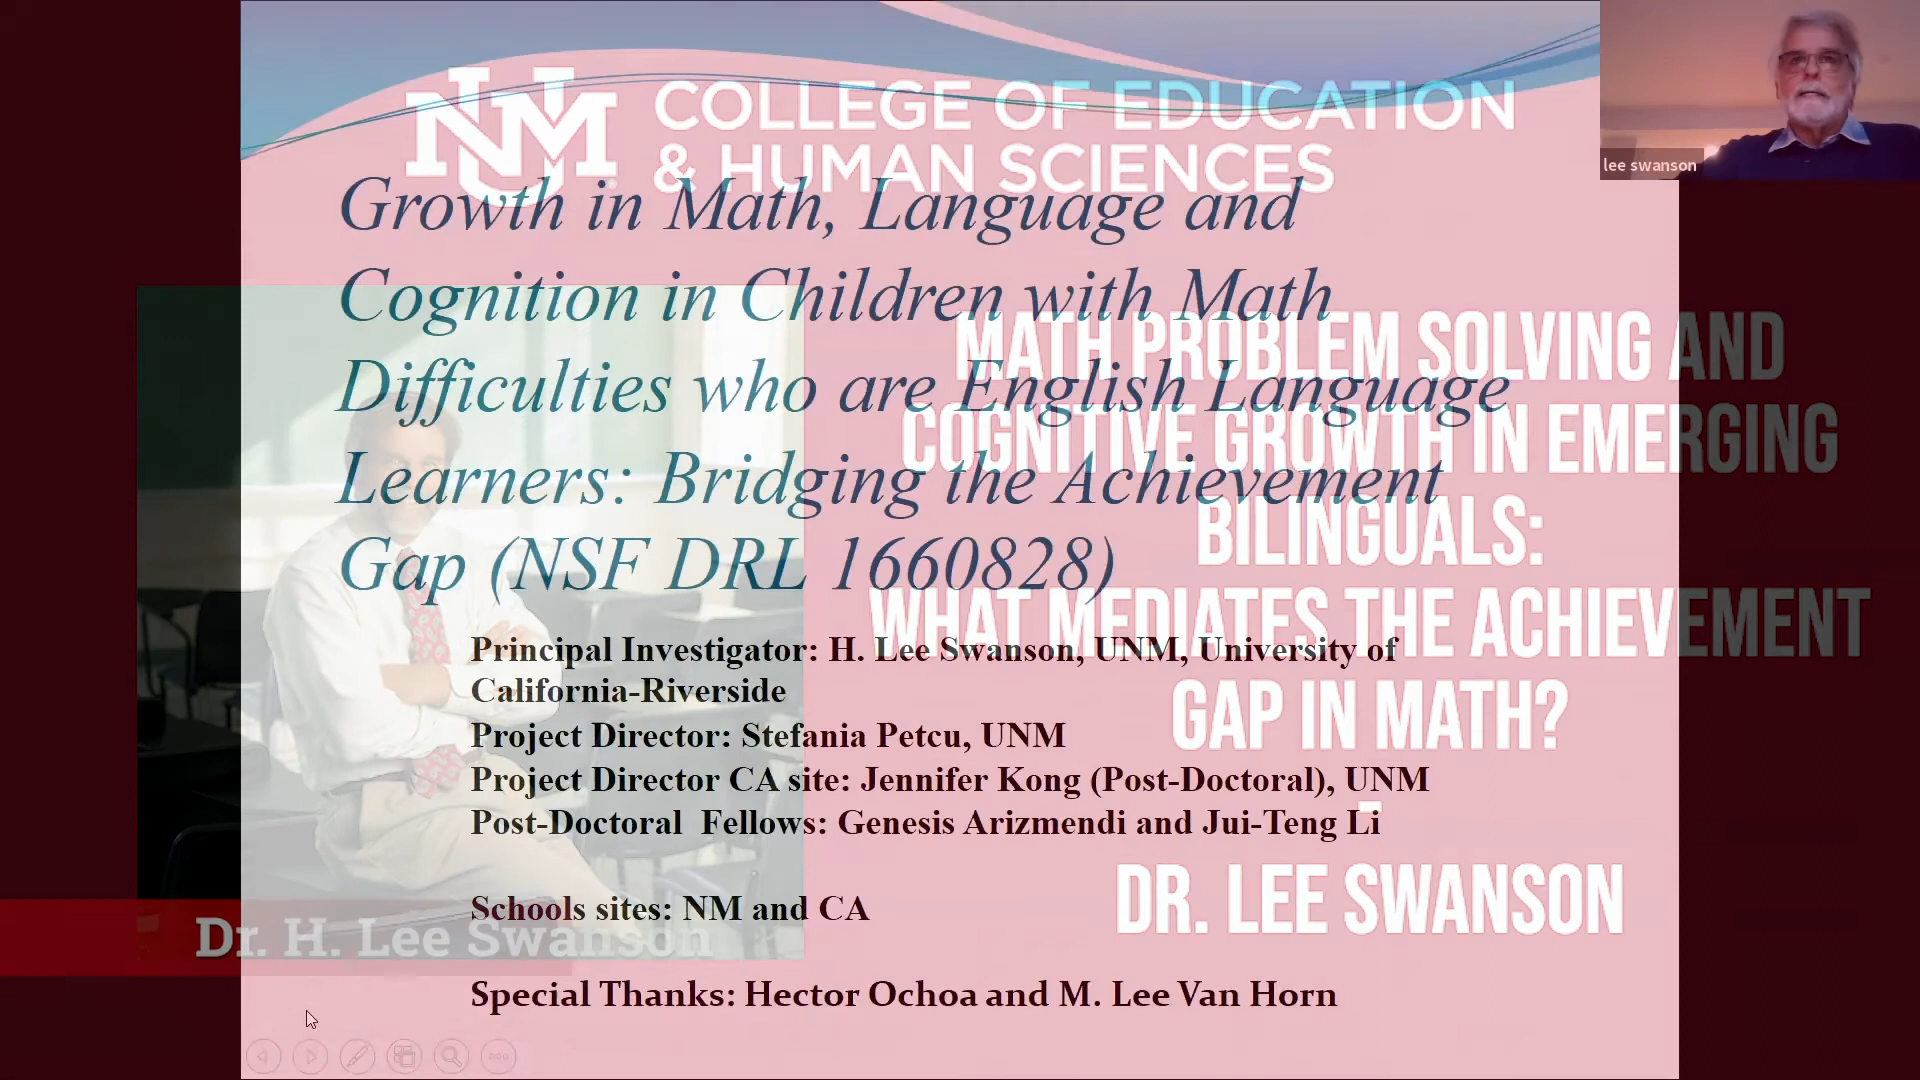 UNM COLLEGE OF EDUCATION
& HUMAN SCIENCES
lee swanson
Growth in Math, Language and
Cognition in Children with Math
Difficulties who are English Language
Learners: Bridging the Achievement
Gap (NSF DRL 1660828)
MATH PROBLEM SOLVING AND
COGNITIVE GROWTH IN EMERGING
BILINGUALS:
WHAT MEDIATES THE ACHIEVEMENT
GAP IN MATH?
-
DR. LEE SWANSON
Principal Investigator: H. Lee Swanson, UNM, University of
California-Riverside
Project Director: Stefania Petcu, UNM
Project Director CA site: Jennifer Kong (Post-Doctoral), UNM
Post-Doctoral Fellows: Genesis Arizmendi and Jui-Teng Li
Schools sites: NM and CA
Dr. H. Lee Swanson
Special Thanks: Hector Ochoa and M. Lee Van Horn